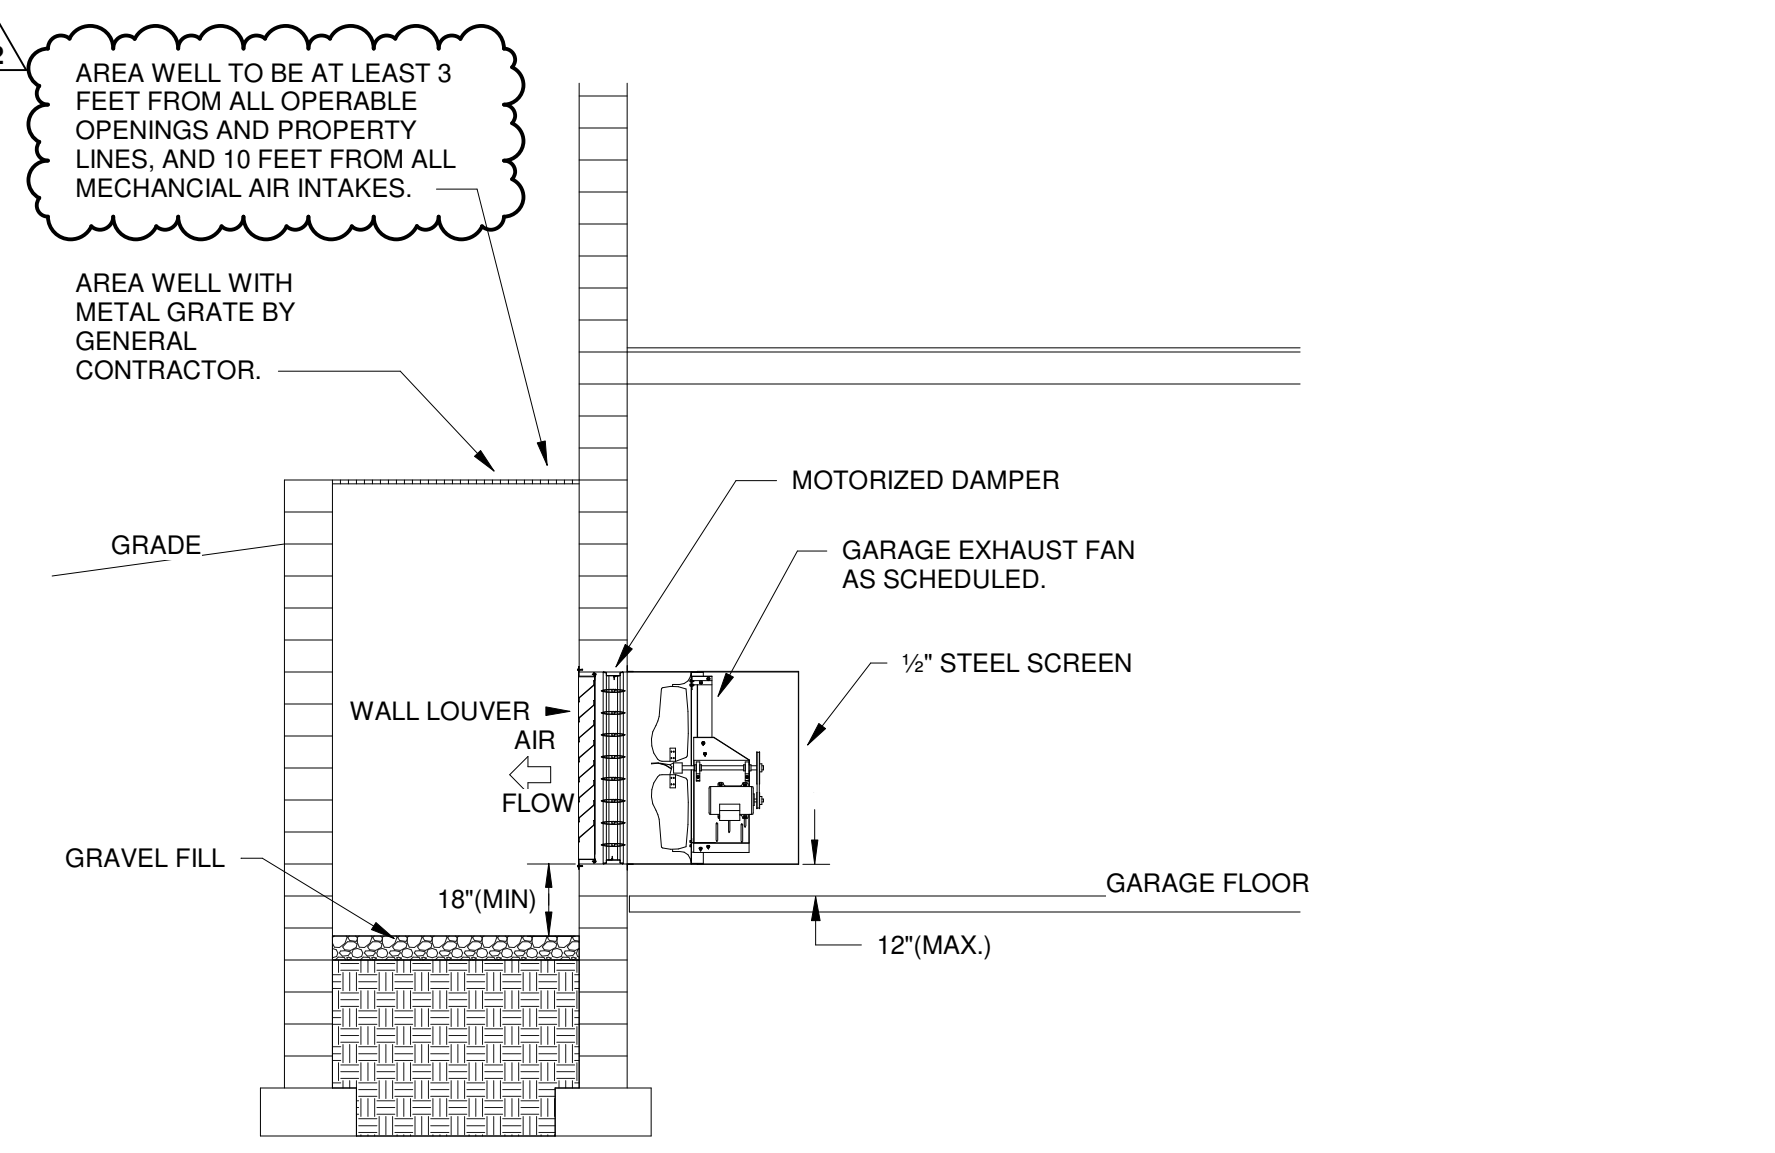 2
AREA WELL TO BE AT LEAST 3
FEET FROM ALL OPERABLE
OPENINGS AND PROPERTY
LINES, AND 10 FEET FROM ALL
MECHANCIAL AIR INTAKES.
AREA WELL WITH
METAL GRATE BY
GENERAL
CONTRACTOR.
MOTORIZED DAMPER
GRADE
GARAGE EXHAUST FAN
AS SCHEDULED.
½" STEEL SCREEN
WALL LOUVER
AIR
FLOW
GRAVEL FILL
18"(MIN)
GARAGE FLOOR
12"(MAX.)